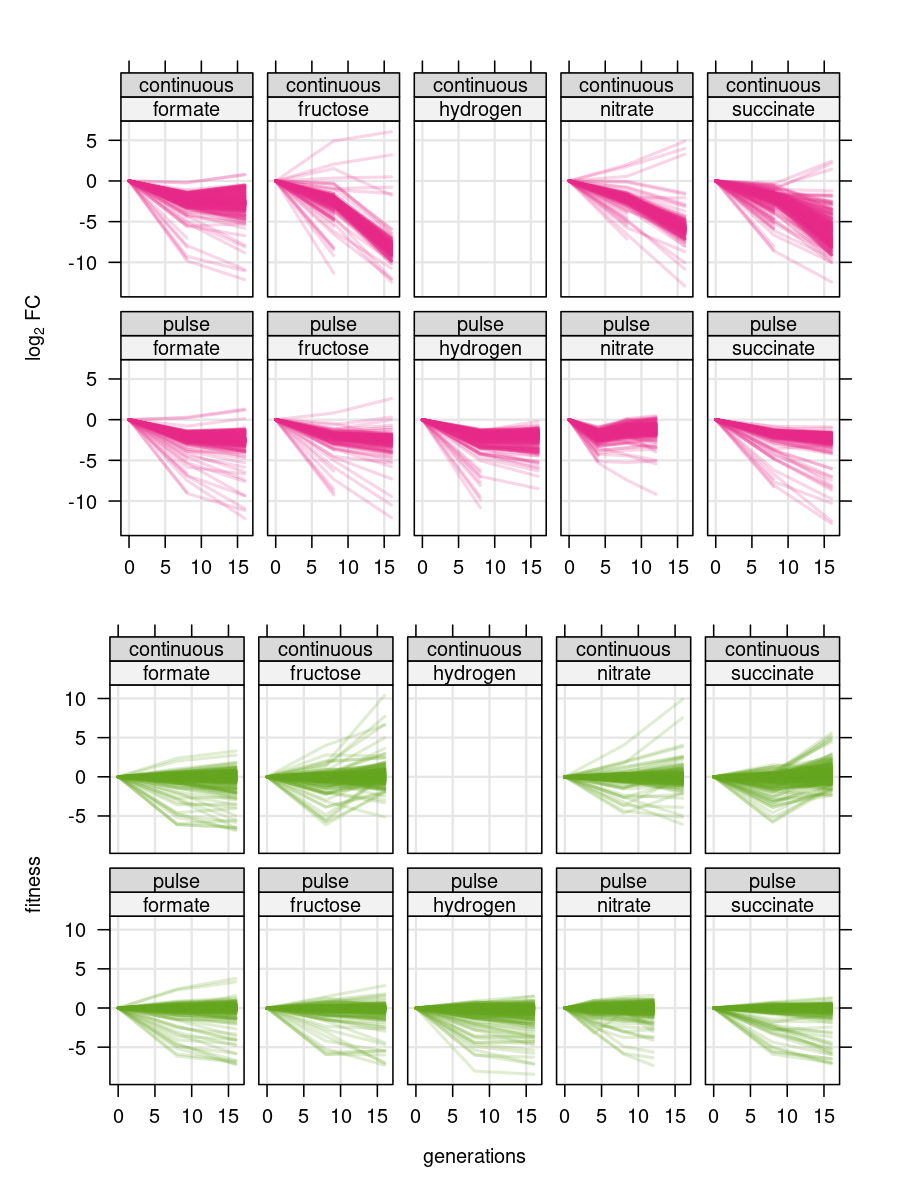 continuous continuous continuous continuous continuous
formate fructose hydrogen nitrate succinate
5
0
-5
-10
pulse pulse pulse pulse pulse
formate fructose hydrogen nitrate succinate
5
0
-5
-10
log₂ FC
0 5 10 15 0 5 10 15 0 5 10 15 0 5 10 15 0 5 10 15
continuous continuous continuous continuous continuous
formate fructose hydrogen nitrate succinate
10
5
0
-5
pulse pulse pulse pulse pulse
formate fructose hydrogen nitrate succinate
10
5
0
-5
fitness
0 5 10 15 0 5 10 15 0 5 10 15 0 5 10 15 0 5 10 15
generations